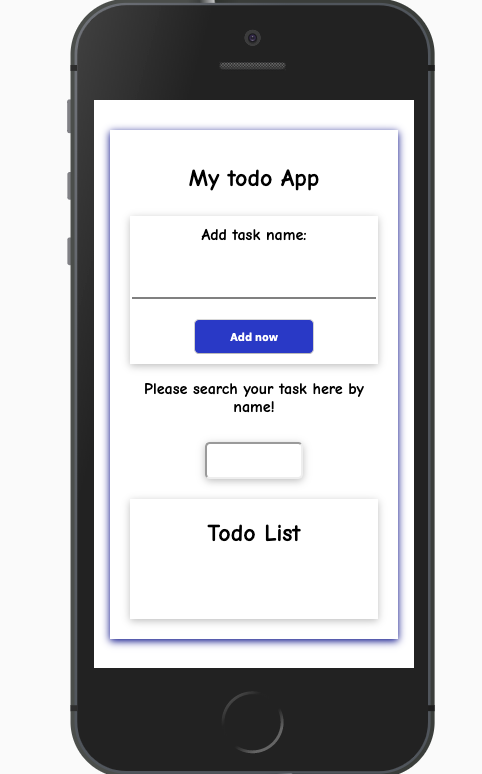 My todo App
Add task name:
Add now
Please search your task here by
name!
Todo List